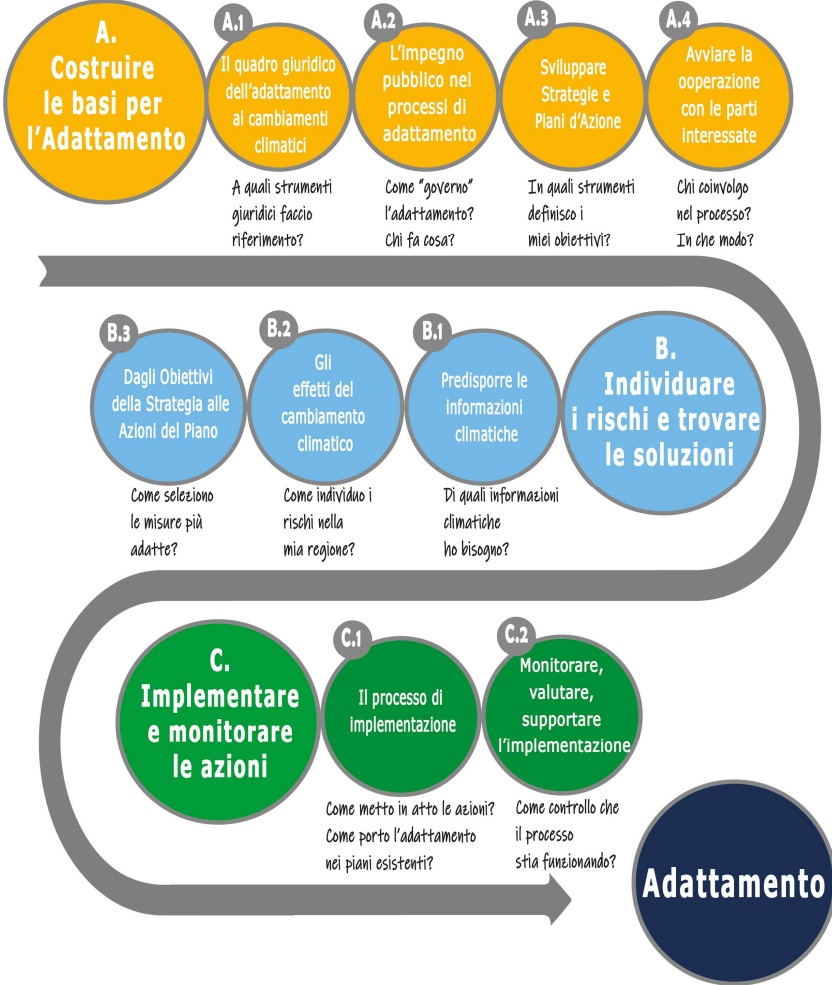 A.
Costruire
le basi per
l'Adattamento
A.1
Il quadro giuridico
dell'adattamento
ai cambiamenti
climatici
A quali strumenti
giuridici faccio
riferimento?
A.2
L'impegno
pubblico nei
processi di
adattamento
Come "governo"
l'adattamento?
Chi fa cosa?
A.3
Sviluppare
Strategie e
Piani d'Azione
In quali strumenti
definisco i
miei obiettivi?
A.4
Avviare la
ooperazione
con le parti
interessate
Chi coinvolgo
nel processo?
In che modo?
B.
Individuare
i rischi e trovare
le soluzioni
B.1
Predisporre le
informazioni
climatiche
Di quali informazioni
climatiche
ho bisogno?
B.2
Gli
effetti del
cambiamento
climatico
Come individuo i
rischi nella
mia regione?
B.3
Dagli Obiettivi
della Strategia alle
Azioni del Piano
Come seleziono
le misure più
adatte?
C.
Implementare
e monitorare
le azioni
C.1
Il processo di
implementazione
Come metto in atto le azioni?
Come porto l'adattamento
nei piani esistenti?
C.2
Monitorare,
valutare,
supportare
l'implementazione
Come controllo che
il processo
stia funzionando?
Adattamento